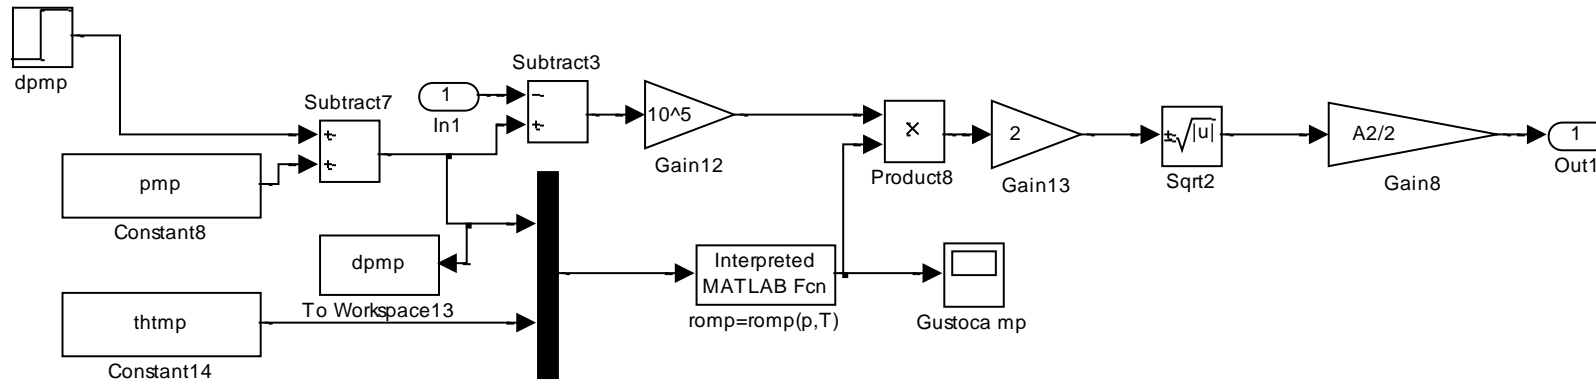 dpmp
Subtract7
pmp
Constant8
1
In1
Subtract3
10^5
Gain12
Product8
2
Gain13
|u|
Sqrt2
A2/2
Gain8
1
Out1
dpmp
To Workspace13
thtmp
Constant14
Interpreted
MATLAB Fcn
romp=romp(p,T)
Gustoca mp